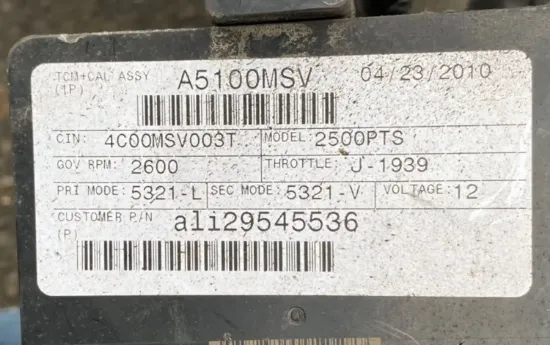 TCM+CAL ASSY A5100MSV 04/23/2010
(1P)
CIN: 4C00MSV003T MODEL: 2500PTS
GOV RPM: 2600 THROTTLE: J-1939
PRI MODE: 5321-L SEC MODE: 5321-V VOLTAGE: 12
CUSTOMER P/N ali29545536
(P)